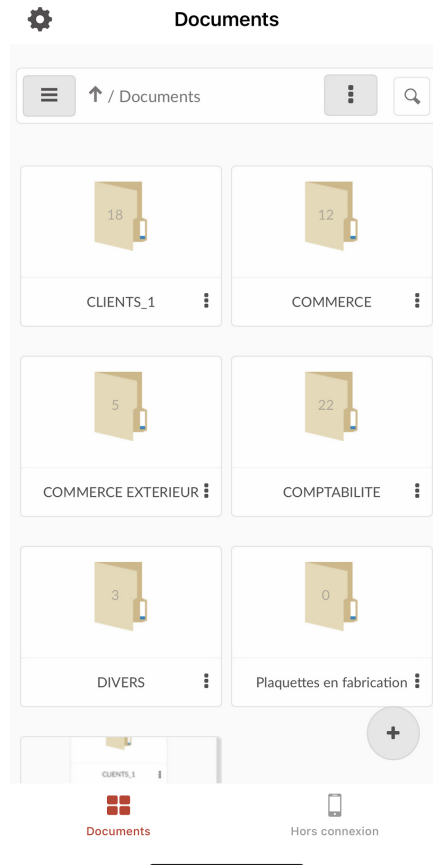 Documents
/ Documents
18
12
CLIENTS_1
COMMERCE
5
22
COMMERCE EXTERIEUR
COMPTABILITE
3
0
DIVERS
Plaquettes en fabrication
CLIENTS_1
Documents
Hors connexion